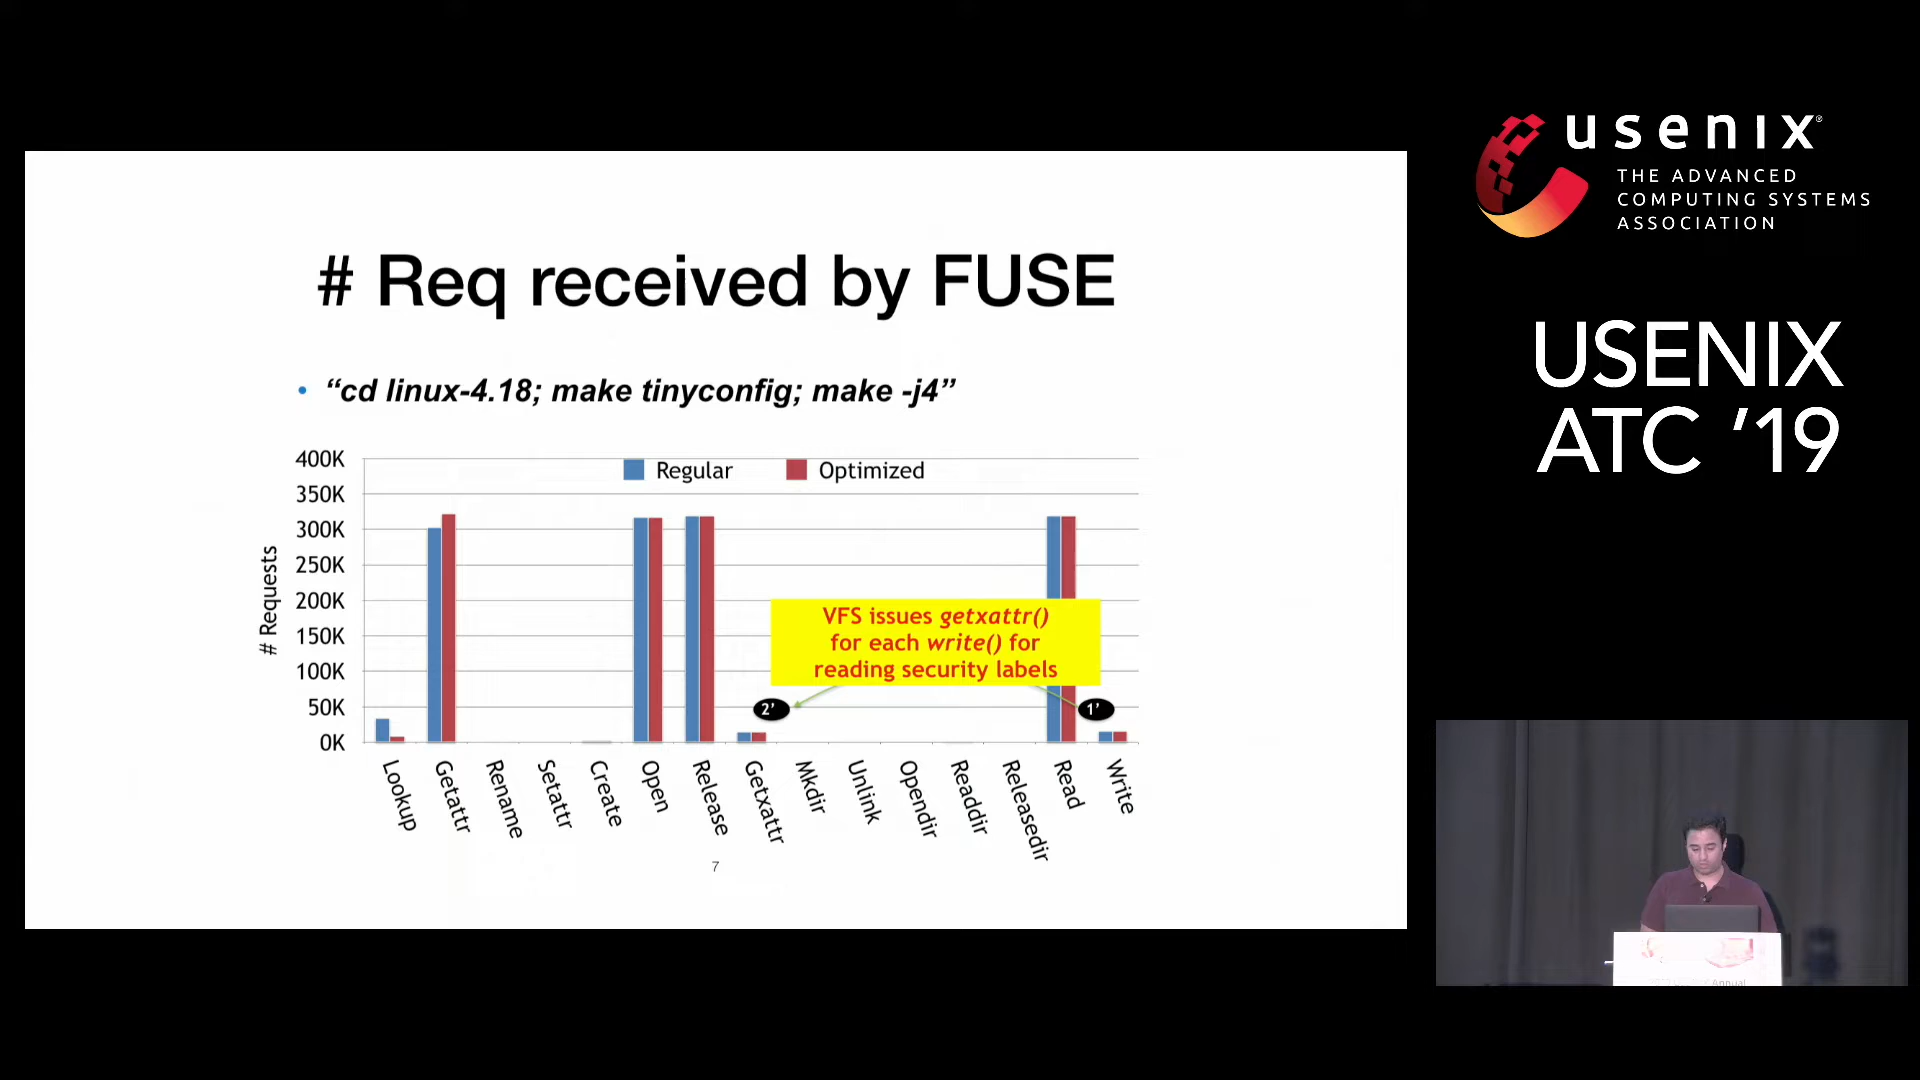 # Req received by FUSE
• “cd linux-4.18; make tinyconfig; make -j4”
Regular
Optimized
400K
350K
300K
250K
200K
150K
100K
50K
0K
# Requests
VFS issues getxattr()
for each write() for
reading security labels
2’
1’
Lookup
Getattr
Rename
Setattr
Create
Open
Release
Getxattr
Mkdir
Unlink
Opendir
Readdir
Releasedir
Read
Write
7
usenix®
THE ADVANCED
COMPUTING SYSTEMS
ASSOCIATION
USENIX
ATC ’19
Annual